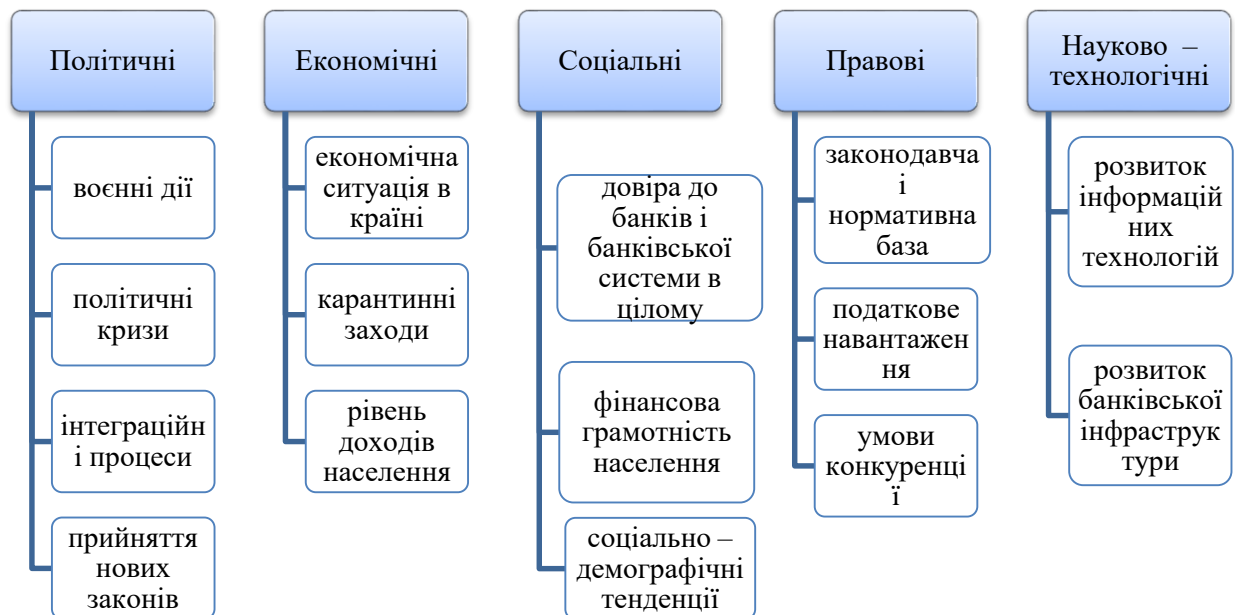 Політичні
воєнні дії
політичні
кризи
інтеграційн
і процеси
прийняття
нових
законів
Економічні
економічна
ситуація в
країні
карантинні
заходи
рівень
доходів
населення
Соціальні
довіра до
банків і
банківської
системи в
цілому
фінансова
грамотність
населення
соціально –
демографічні
тенденції
Правові
законодавча
і
нормативна
база
податкове
навантажен
ня
умови
конкуренці
ї
Науково –
технологічні
розвиток
інформацій
них
технологій
розвиток
банківської
інфраструк
тури